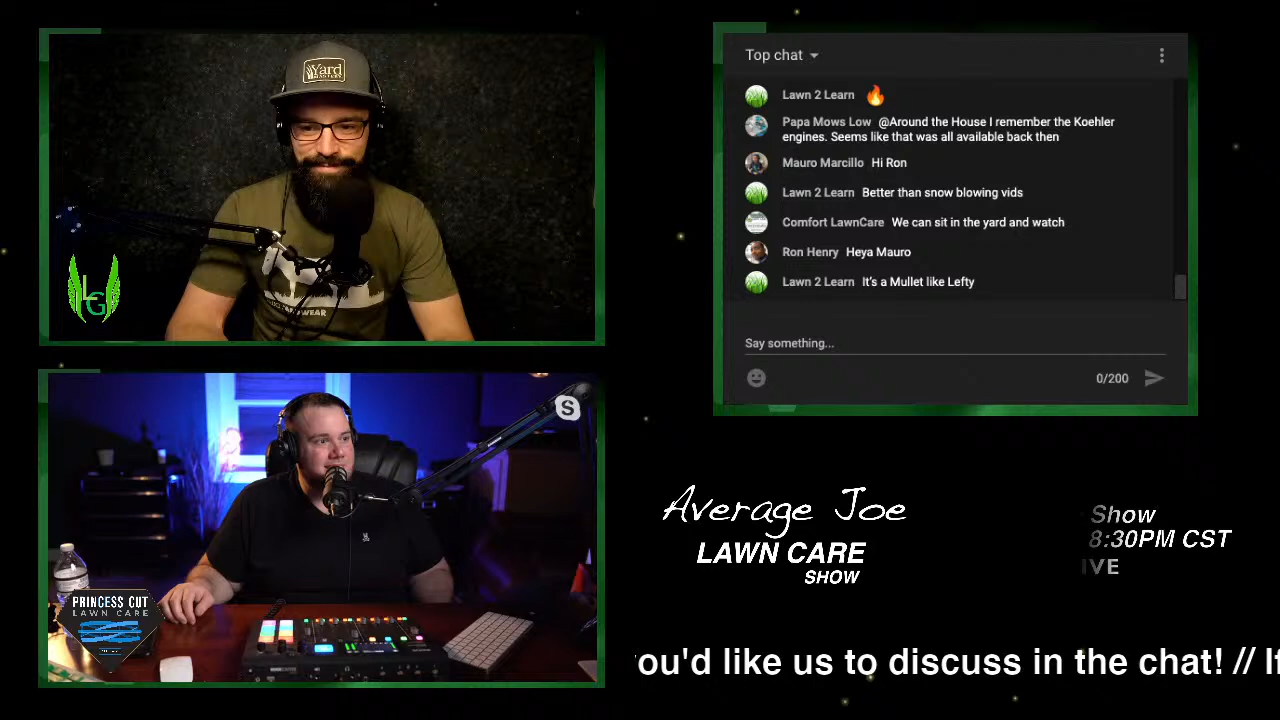 Yard
LG
WEAR
S
PRINCESS CUT
LAWN CARE
Top chat
Lawn 2 Learn 🔥
Papa Mows Low @Around the House I remember the Koehler
engines. Seems like that was all available back then
Mauro Marcillo Hi Ron
Lawn 2 Learn Better than snow blowing vids
Comfort LawnCare We can sit in the yard and watch
Ron Henry Heya Mauro
Lawn 2 Learn It's a Mullet like Lefty
Say something...
0/200
Average Joe
LAWN CARE
SHOW
Show
8:30PM CST
IVE
ou'd like us to discuss in the chat! // If